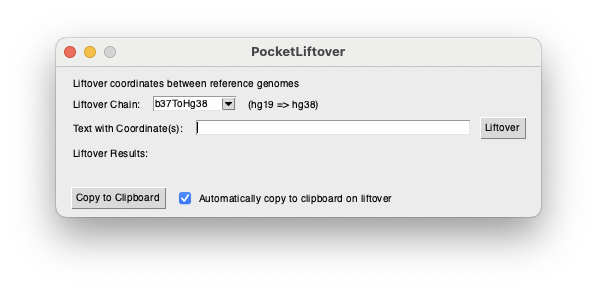 PocketLiftover
Liftover coordinates between reference genomes
Liftover Chain: b37ToHg38 (hg19 => hg38)
Text with Coordinate(s): Liftover
Liftover Results:
Copy to Clipboard Automatically copy to clipboard on liftover